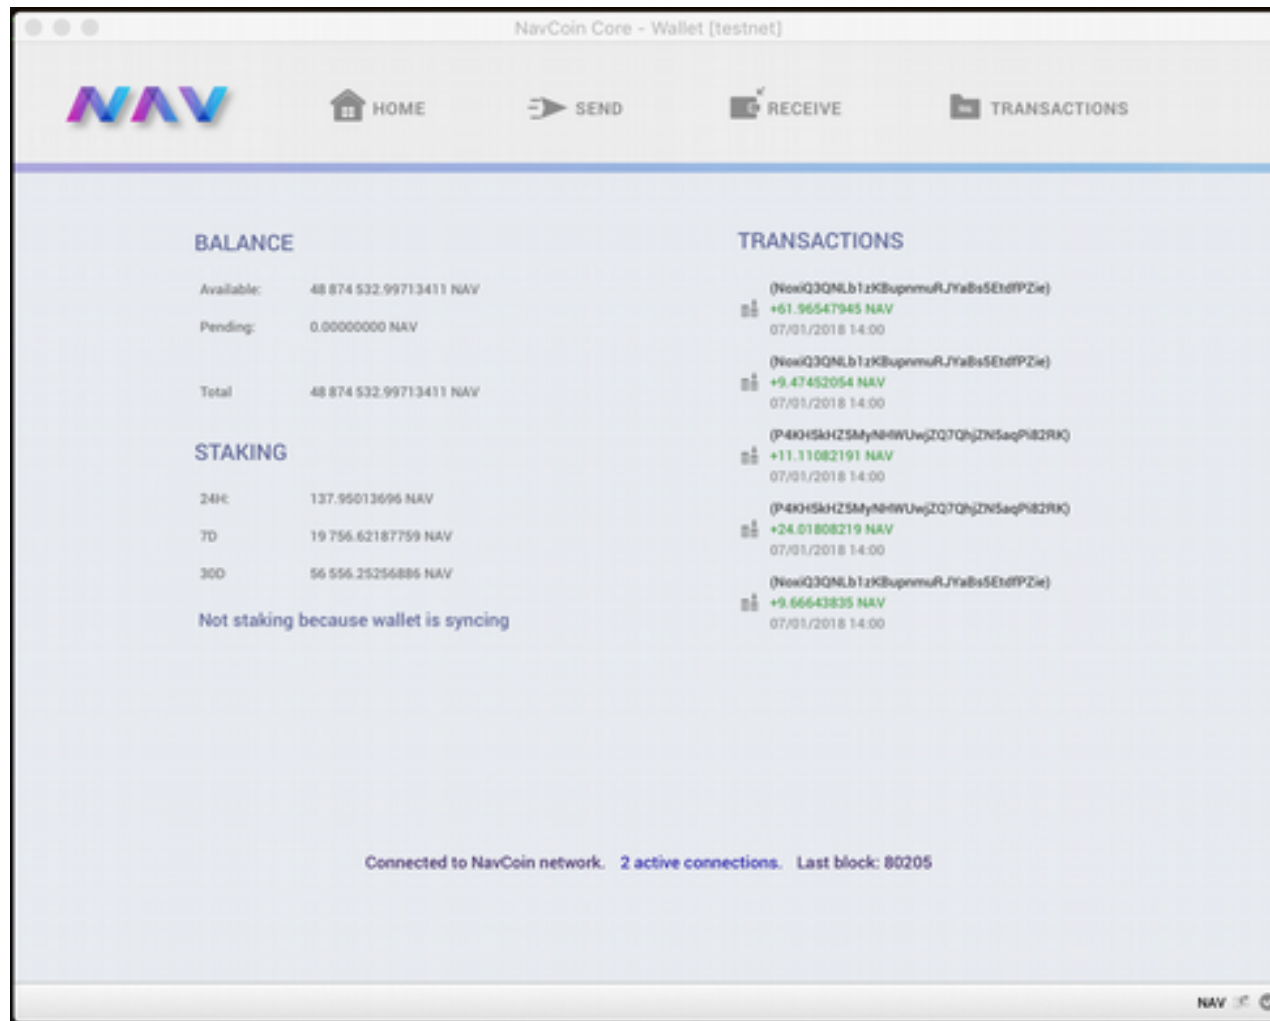 NavCoin Core - Wallet [testnet]
NAV
HOME
SEND
RECEIVE
TRANSACTIONS
BALANCE
Available: 48 874 532.99713411 NAV
Pending: 0.00000000 NAV
Total 48 874 532.99713411 NAV
STAKING
24H: 137.95013696 NAV
7D 19 756.62187759 NAV
30D 56 556.25256886 NAV
Not staking because wallet is syncing
TRANSACTIONS
+61.96547945 NAV
07/01/2018 14:00
+9.47452054 NAV
07/01/2018 14:00
+11.11082191 NAV
07/01/2018 14:00
+24.01808219 NAV
07/01/2018 14:00
+9.66643835 NAV
07/01/2018 14:00
Connected to NavCoin network. 2 active connections. Last block: 80205
NAV